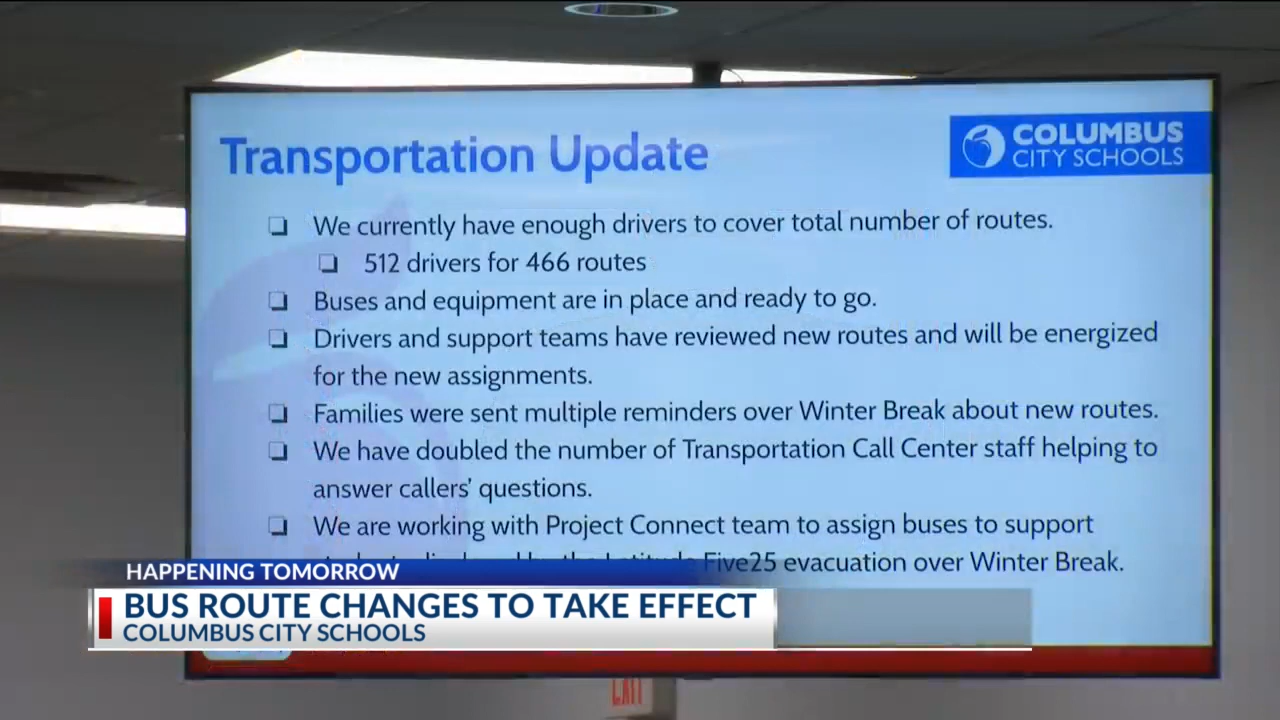 Transportation Update
COLUMBUS
CITY SCHOOLS
❑ We currently have enough drivers to cover total number of routes.
❑ 512 drivers for 466 routes
❑ Buses and equipment are in place and ready to go.
❑ Drivers and support teams have reviewed new routes and will be energized
for the new assignments.
❑ Families were sent multiple reminders over Winter Break about new routes.
❑ We have doubled the number of Transportation Call Center staff helping to
answer callers' questions.
❑ We are working with Project Connect team to assign buses to support
Five25 evacuation over Winter Break.
HAPPENING TOMORROW
BUS ROUTE CHANGES TO TAKE EFFECT
COLUMBUS CITY SCHOOLS
EXIT